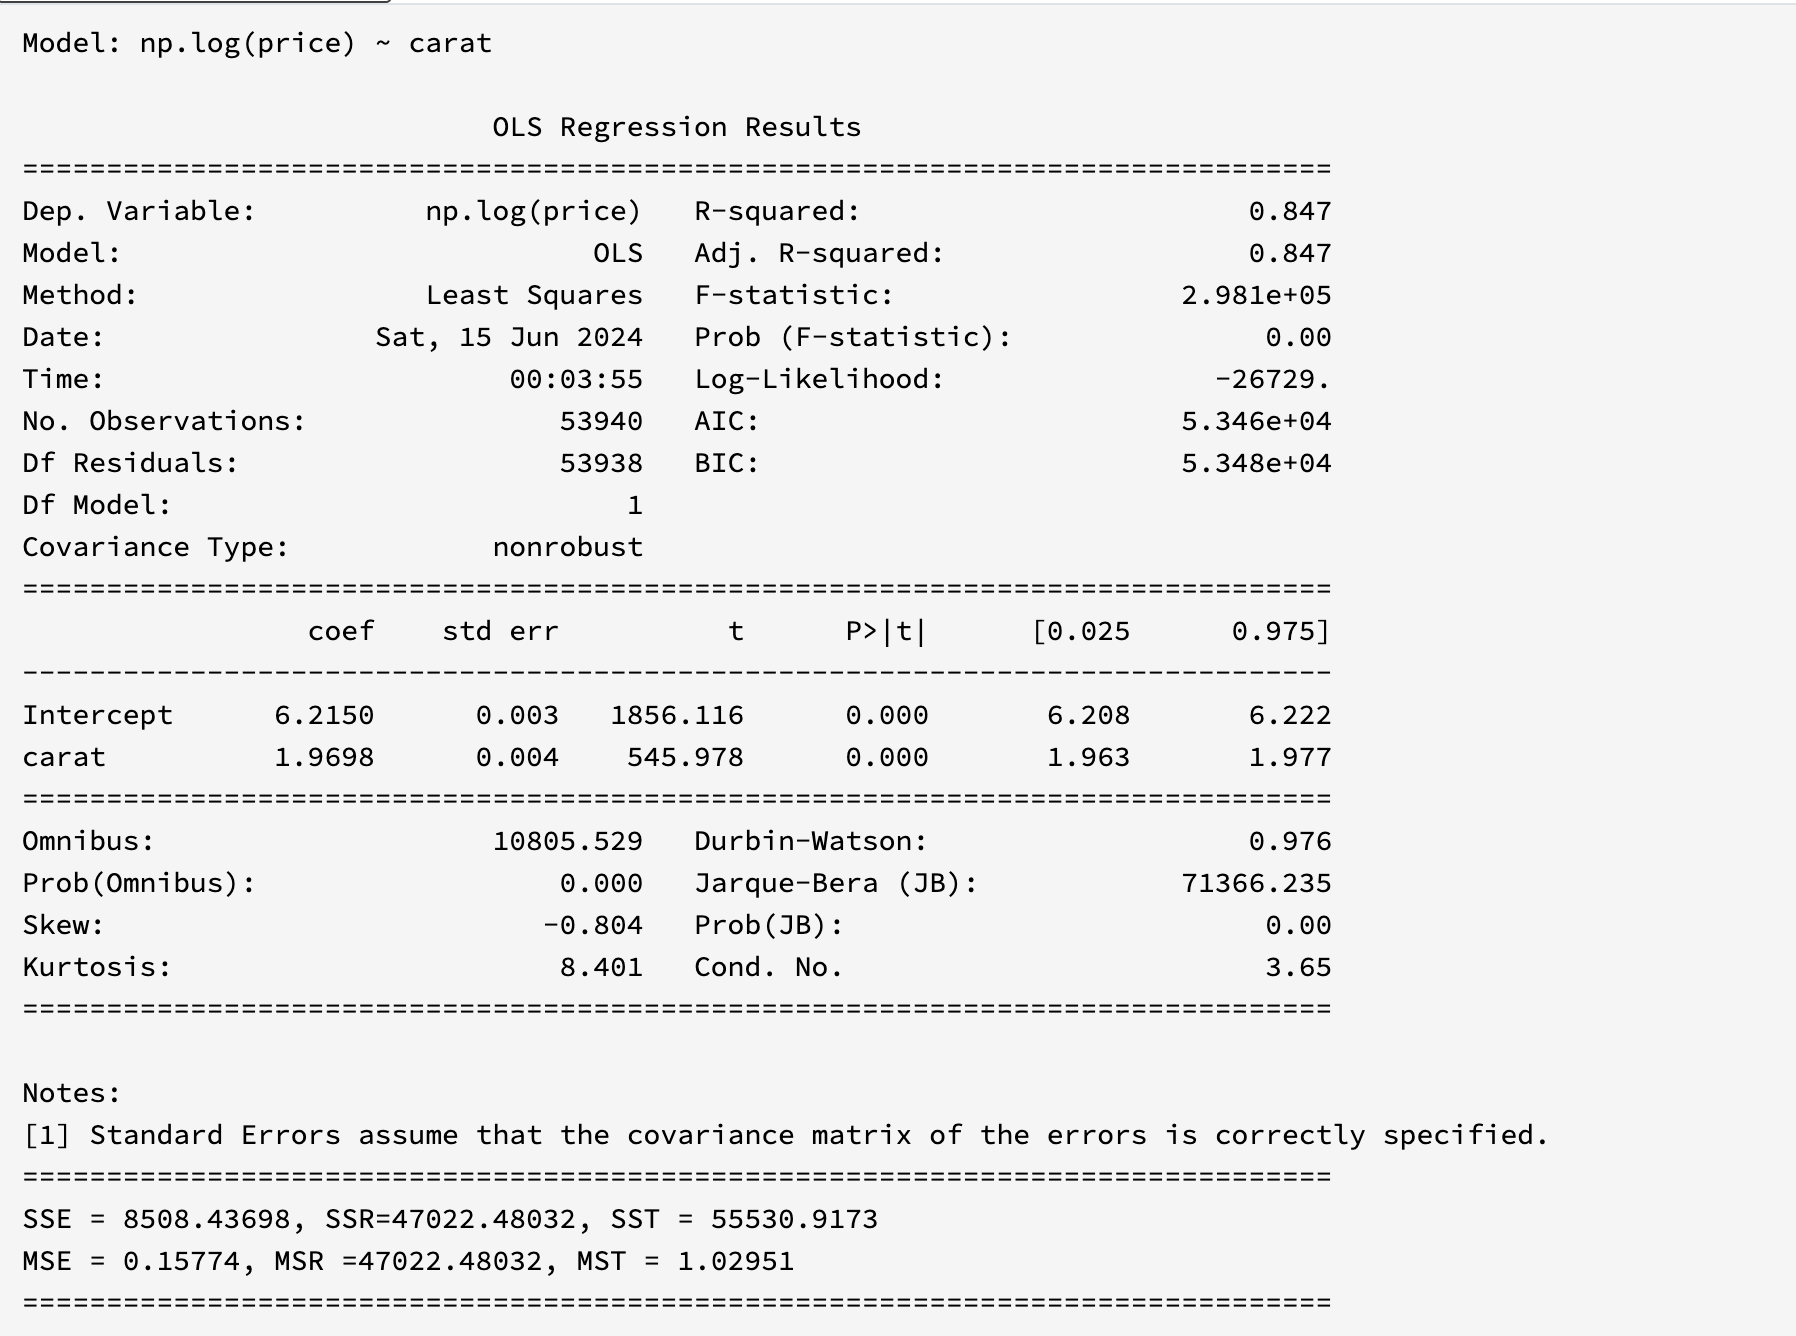 Model: np.log(price) ~ carat
OLS Regression Results
==============================================================================
Dep. Variable:          np.log(price)   R-squared:                       0.847
Model:                            OLS   Adj. R-squared:                  0.847
Method:                 Least Squares   F-statistic:                 2.981e+05
Date:                Sat, 15 Jun 2024   Prob (F-statistic):               0.00
Time:                        00:03:55   Log-Likelihood:                -26729.
No. Observations:               53940   AIC:                         5.346e+04
Df Residuals:                   53938   BIC:                         5.348e+04
Df Model:                           1
Covariance Type:            nonrobust
==============================================================================
                 coef    std err          t      P>|t|      [0.025      0.975]
------------------------------------------------------------------------------
Intercept      6.2150      0.003   1856.116      0.000       6.208       6.222
carat          1.9698      0.004    545.978      0.000       1.963       1.977
==============================================================================
Omnibus:                    10805.529   Durbin-Watson:                   0.976
Prob(Omnibus):                  0.000   Jarque-Bera (JB):            71366.235
Skew:                          -0.804   Prob(JB):                         0.00
Kurtosis:                       8.401   Cond. No.                         3.65
==============================================================================
Notes:
[1] Standard Errors assume that the covariance matrix of the errors is correctly specified.
==============================================================================
SSE = 8508.43698, SSR=47022.48032, SST = 55530.9173
MSE = 0.15774, MSR =47022.48032, MST = 1.02951
==============================================================================